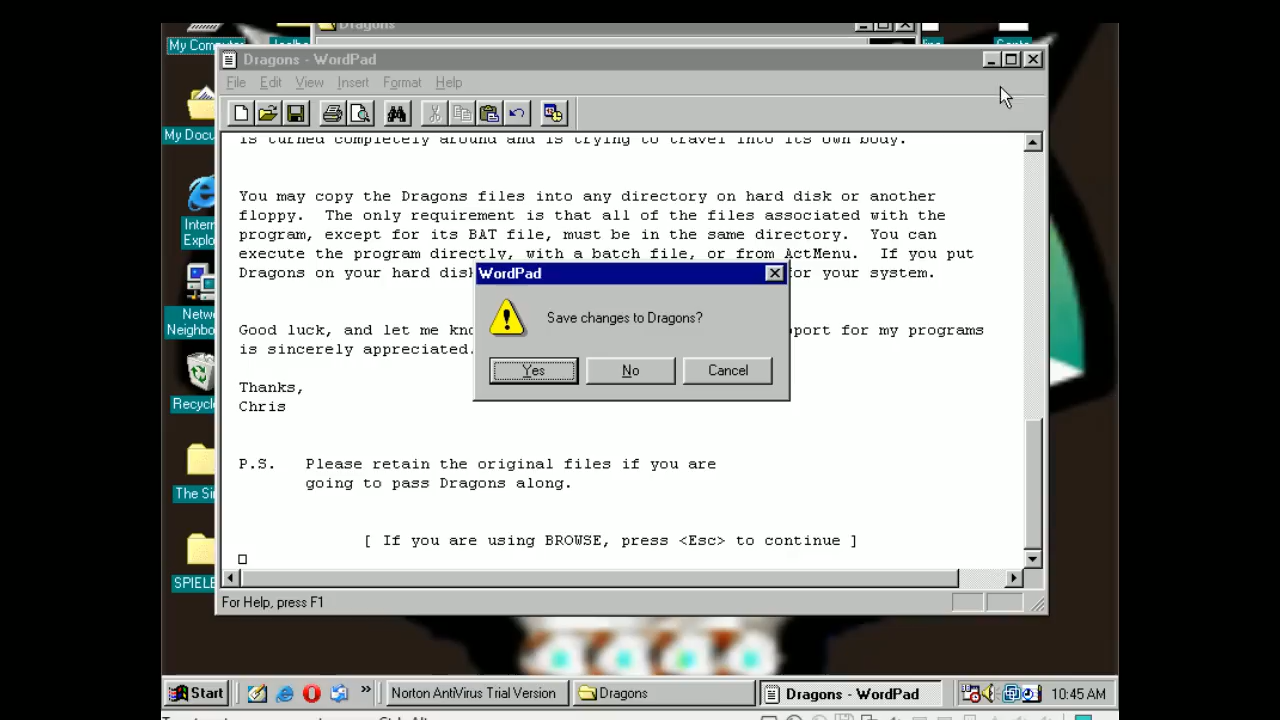 Dragons
My Computer
Dragons - WordPad
File Edit View Insert Format Help
is turned completely around and is trying to travel into its own body.
You may copy the Dragons files into any directory on hard disk or another
floppy. The only requirement is that all of the files associated with the
program, except for its BAT file, must be in the same directory. You can
execute the program directly, with a batch file, or from ActMenu. If you put
Dragons on your hard dis
for your system.
WordPad
Save changes to Dragons?
Yes No Cancel
Good luck, and let me kn
pport for my programs
is sincerely appreciated.
Thanks,
Chris
P.S. Please retain the original files if you are
going to pass Dragons along.
[ If you are using BROWSE, press <Esc> to continue ]
For Help, press F1
My Docu
Intern
Explo
Netw
Neighbo
Recycl
The Si
SPIELE
Start
Norton AntiVirus Trial Version
Dragons
Dragons - WordPad
10:45 AM